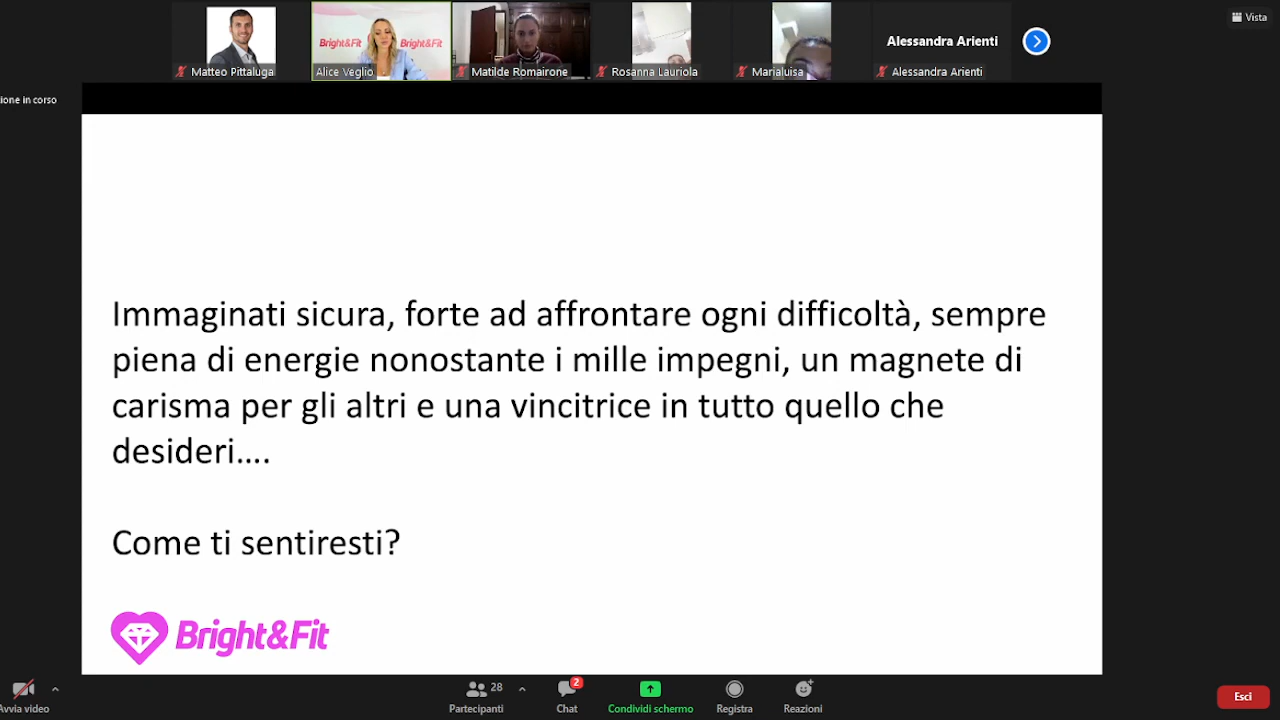 Vista
Alessandra Arienti
Bright&Fit Bright&Fit
Matteo Pittaluga
Alice Veglio
Matilde Romairone
Rosanna Lauriola
Marialuisa
Alessandra Arienti
ione in corso
Immaginati sicura, forte ad affrontare ogni difficoltà, sempre
piena di energie nonostante i mille impegni, un magnete di
carisma per gli altri e una vincitrice in tutto quello che
desideri....
Come ti sentiresti?
Bright&Fit
Avvia video
28
Partecipanti
2
Chat
Condividi schermo
Registra
Reazioni
Esci